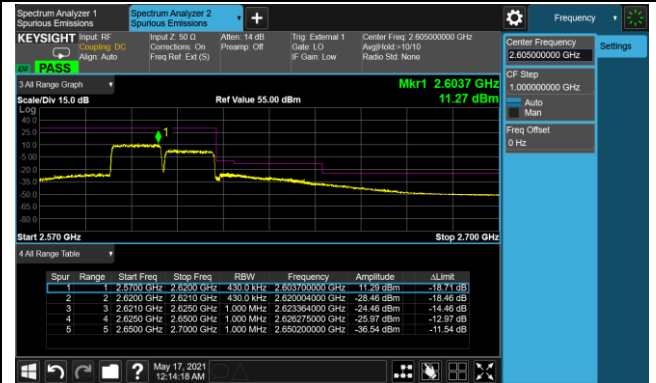 Spectrum Analyzer 1
Spurious Emissions
Spectrum Analyzer 2
Spurious Emissions
Frequency
KEYSIGHT
Input: RF
Coupling: DC
Align: Auto
Input Z: 50 Ω
Corrections: On
Freq Ref: Ext (S)
Atten: 14 dB
Preamp: Off
Trig: External 1
Gate: LO
IF Gain: Low
Center Freq: 2.605000000 GHz
Avg|Hold:>10/10
Radio Std: None
PASS
Center Frequency
2.605000000 GHz
Settings
CF Step
1.000000000 GHz
Auto
Man
Freq Offset
0 Hz
3 All Range Graph
Mkr1 2.6037 GHz
11.27 dBm
Scale/Div 15.0 dB
Ref Value 55.00 dBm
Log
40.0
25.0
10.0
-5.00
-20.0
-35.0
-50.0
-65.0
-80.0
1
Start 2.570 GHz
Stop 2.700 GHz
4 All Range Table
Spur Range Start Freq Stop Freq RBW Frequency Amplitude ΔLimit
1 1 2.5700 GHz 2.6200 GHz 430.0 kHz 2.603700000 GHz 11.29 dBm -18.71 dB
2 2 2.6200 GHz 2.6210 GHz 430.0 kHz 2.620004000 GHz -28.46 dBm -18.46 dB
3 3 2.6210 GHz 2.6250 GHz 1.000 MHz 2.623364000 GHz -24.46 dBm -14.46 dB
4 4 2.6250 GHz 2.6500 GHz 1.000 MHz 2.626275000 GHz -25.97 dBm -12.97 dB
5 5 2.6500 GHz 2.7000 GHz 1.000 MHz 2.650200000 GHz -36.54 dBm -11.54 dB
May 17, 2021
12:14:18 AM